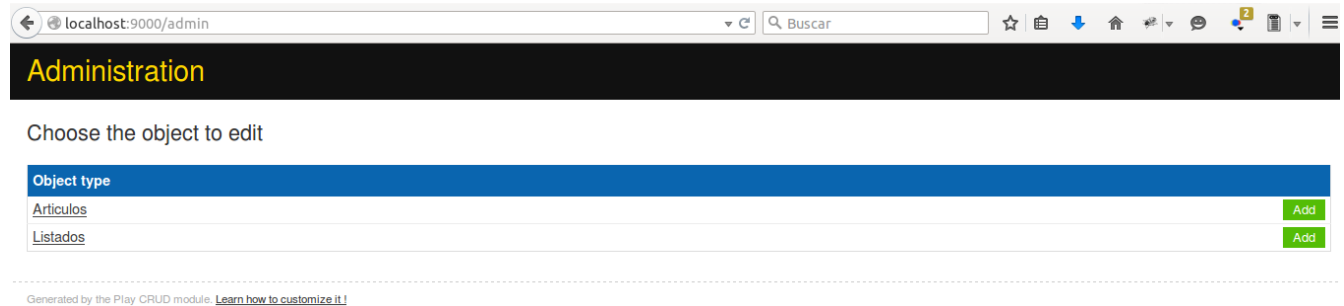 localhost:9000/admin
Buscar
2
Administration
Choose the object to edit
Object type
Articulos Add
Listados Add
Generated by the Play CRUD module. Learn how to customize it !